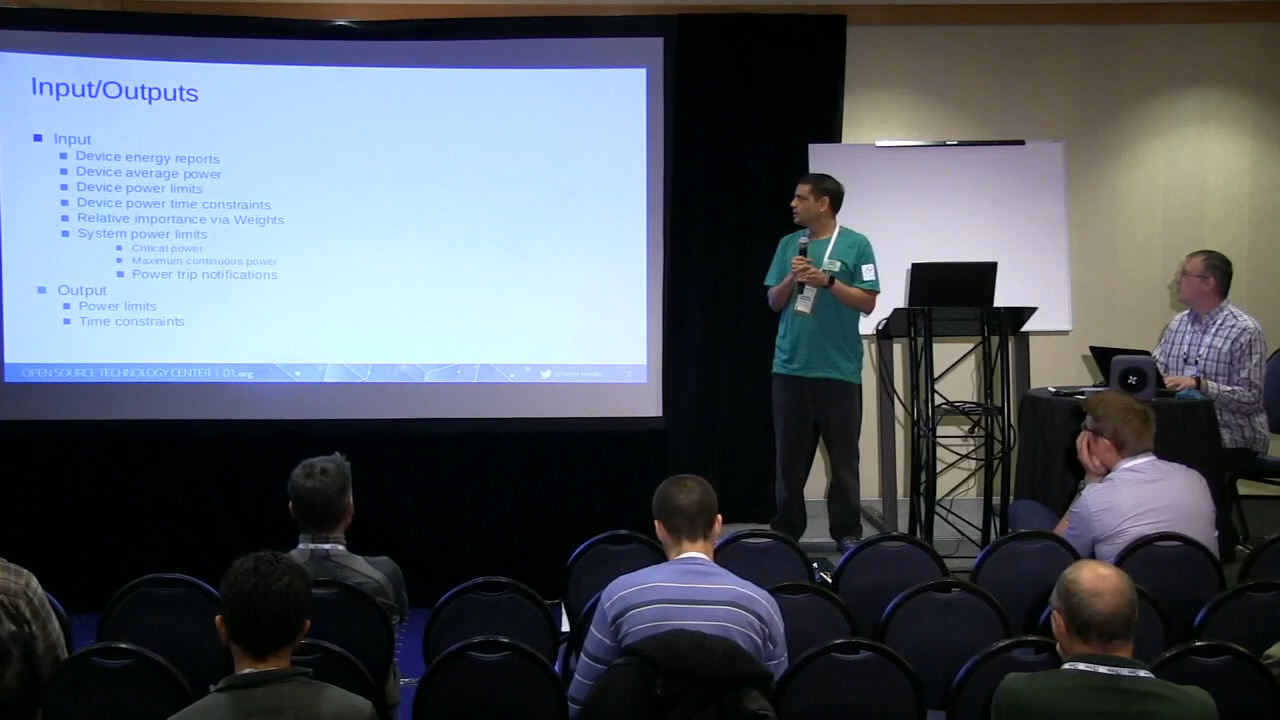 Input/Outputs
Input
Device energy reports
Device average power
Device power limits
Device power time constraints
Relative importance via Weights
System power limits
Critical power
Maximum continuous power
Power trip notifications
Output
Power limits
Time constraints
OPEN SOURCE TECHNOLOGY CENTER | 01.org